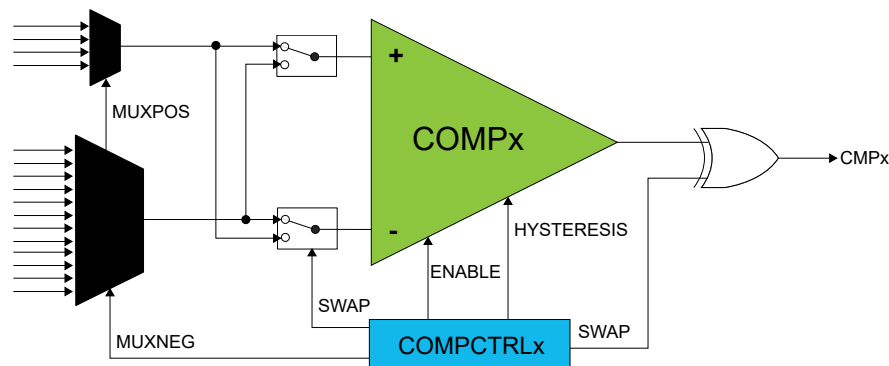 MUXPOS
+
COMPx
CMPx
-
HYSTERESIS
ENABLE
SWAP
SWAP
MUXNEG
COMPCTRLx